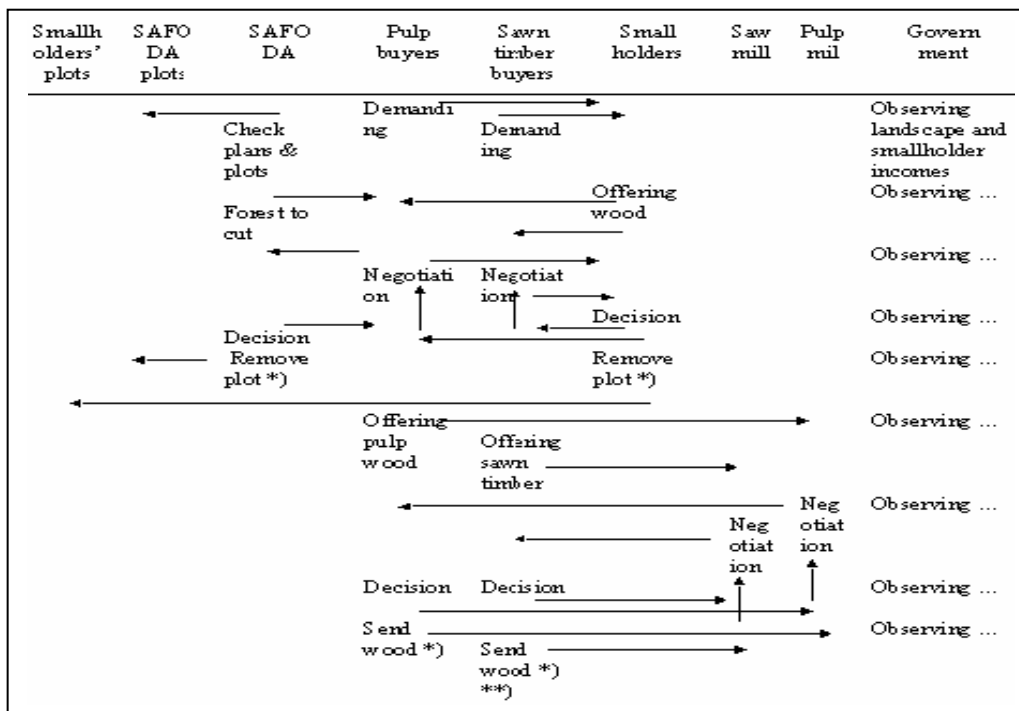 Smallh SAFO SAFO Pulp Sawn Small Saw Pulp Govern
olders' DA DA buyers timber holders mill mil ment
plots plots buyers
Demandi Observing
Check ng Demand landscape and
plans & ing smallholder
plots incomes
Offering Observing ...
Forest to wood
cut
Observing ...
Negotiati Negotiat
on ion
Decision Observing ...
Decision
Remove Remove Observing ...
plot *) plot *)
Offering Observing ...
pulp Offering
wood sawn
timber
Neg Observing ...
Neg otiat
otiat ion
ion
Decision Decision Observing ...
Send Observing ...
wood *) Send
wood *)
**)